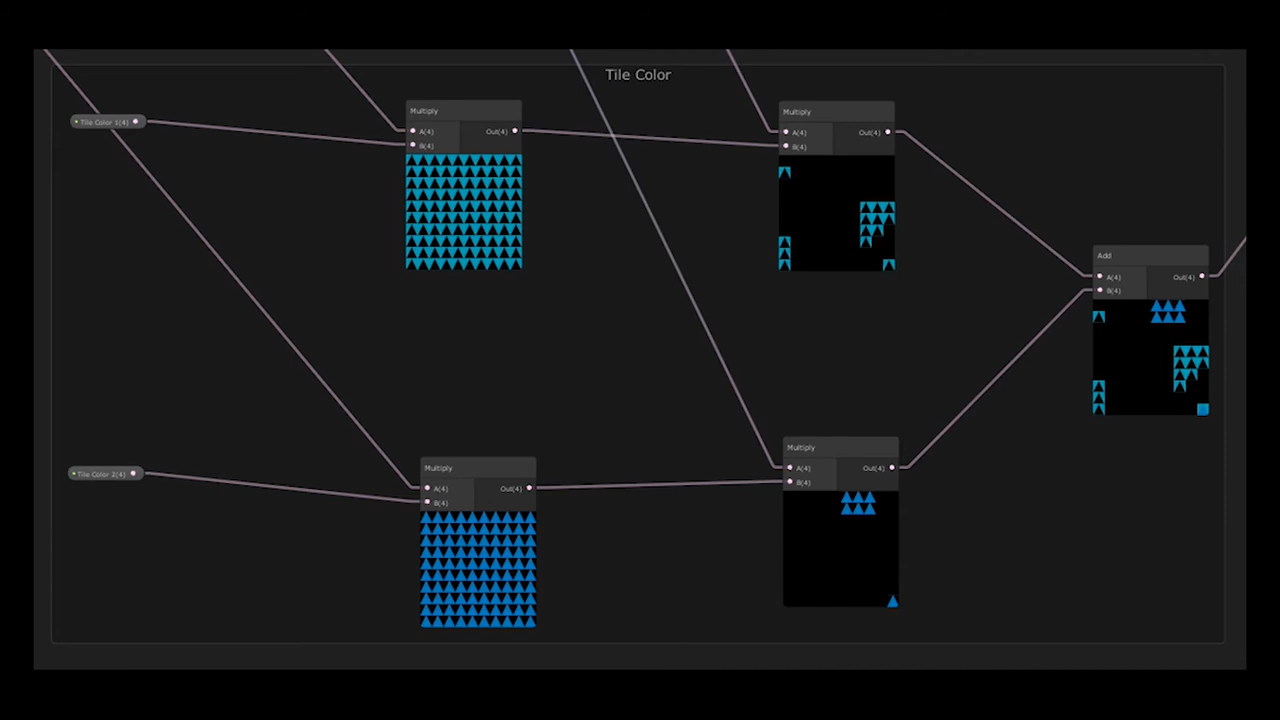 Tile Color
Tile Color 1(4)
Multiply
A(4) Out(4)
B(4)
Multiply
A(4) Out(4)
B(4)
Add
A(4) Out(4)
B(4)
Tile Color 2(4)
Multiply
A(4) Out(4)
B(4)
Multiply
A(4) Out(4)
B(4)